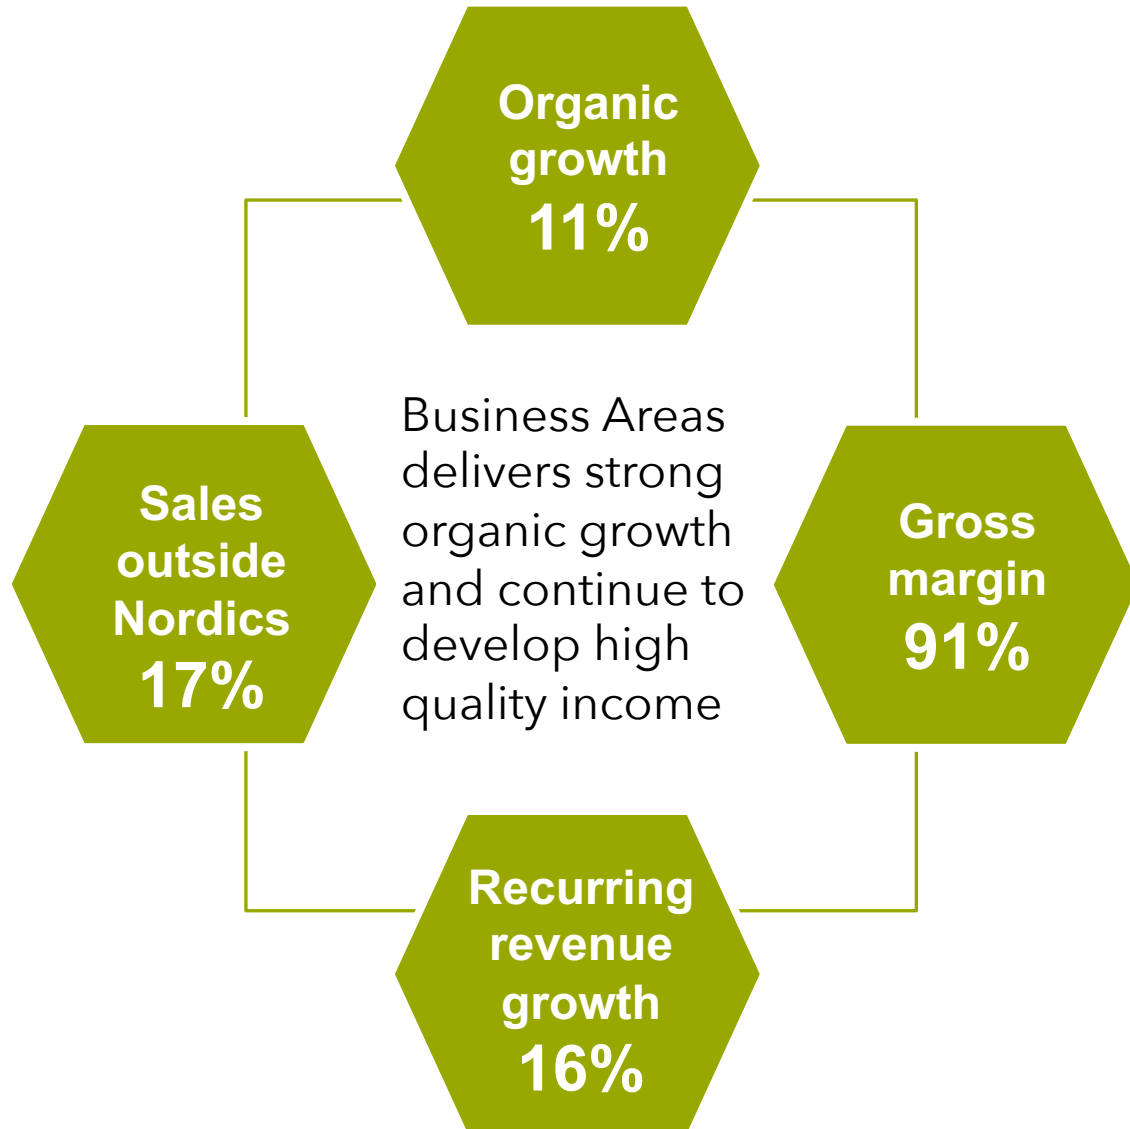 Organic
growth
11%
Business Areas
delivers strong
organic growth
and continue to
develop high
quality income
Sales
outside
Nordics
17%
Gross
margin
91%
Recurring
revenue
growth
16%